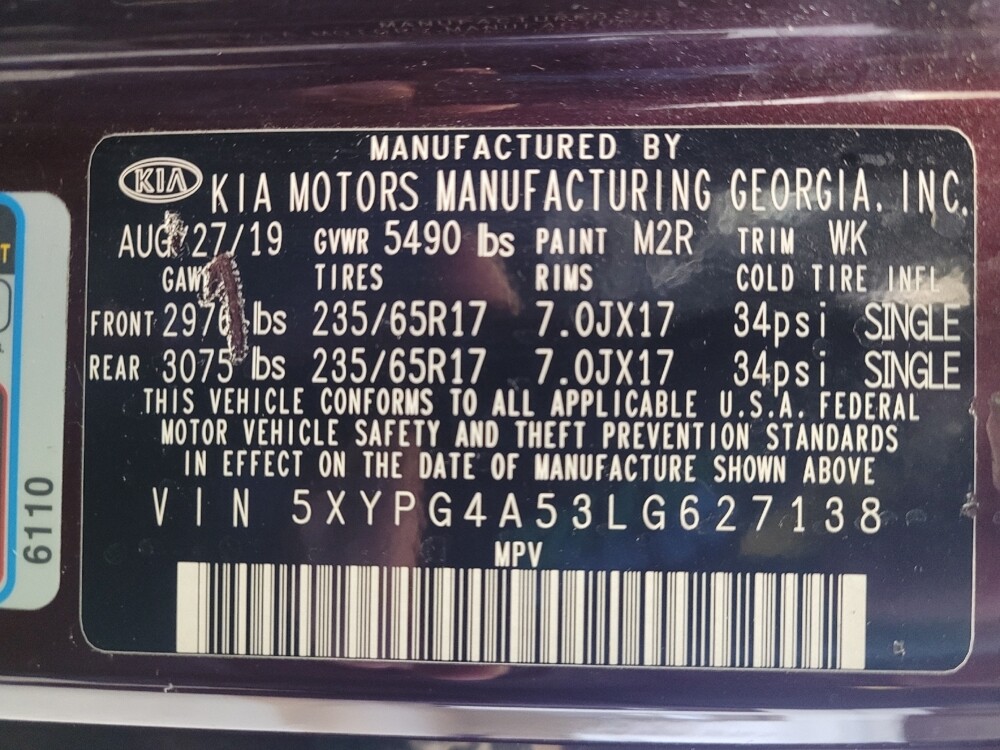 MANUFACTURED BY
KIA KIA MOTORS MANUFACTURING GEORGIA, INC.
AUG/27/19 GVWR 5490 lbs PAINT M2R TRIM WK
GAWR TIRES RIMS COLD TIRE INFL
FRONT 2976 lbs 235/65R17 7.0JX17 34psi SINGLE
REAR 3075 lbs 235/65R17 7.0JX17 34psi SINGLE
THIS VEHICLE CONFORMS TO ALL APPLICABLE U.S.A. FEDERAL
MOTOR VEHICLE SAFETY AND THEFT PREVENTION STANDARDS
IN EFFECT ON THE DATE OF MANUFACTURE SHOWN ABOVE
VIN 5XYPG4A53LG627138
MPV
6110